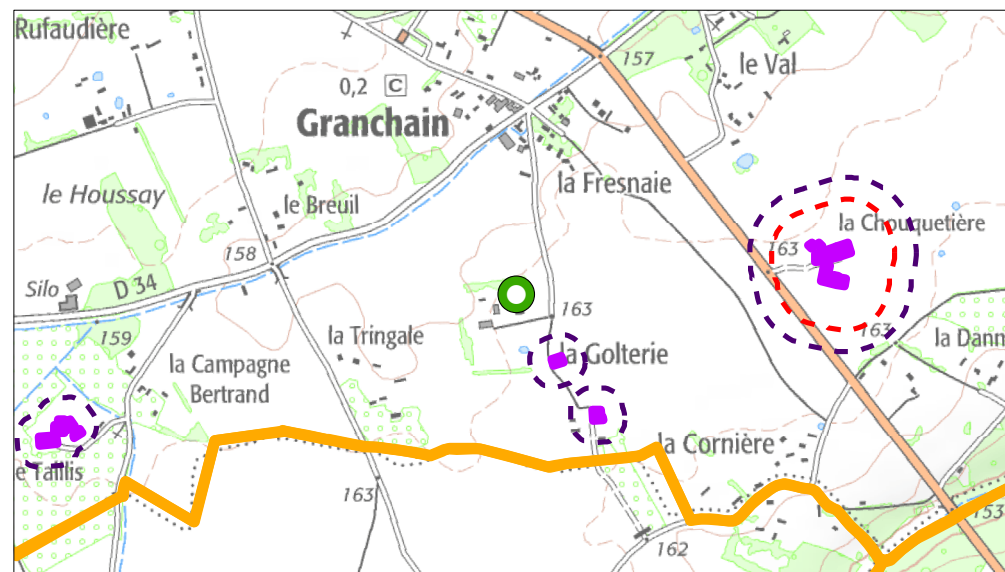 Rufaudière
157
le Val
0,2 C
Granchain
le Houssay
la Fresnaie
le Breuil
la Chouquetière
158
163
Silo
D 34
163
159
la Tringale
163
la Dann
la Campagne
Bertrand
la Golterie
e Taillis
la Cornière
163
153
162